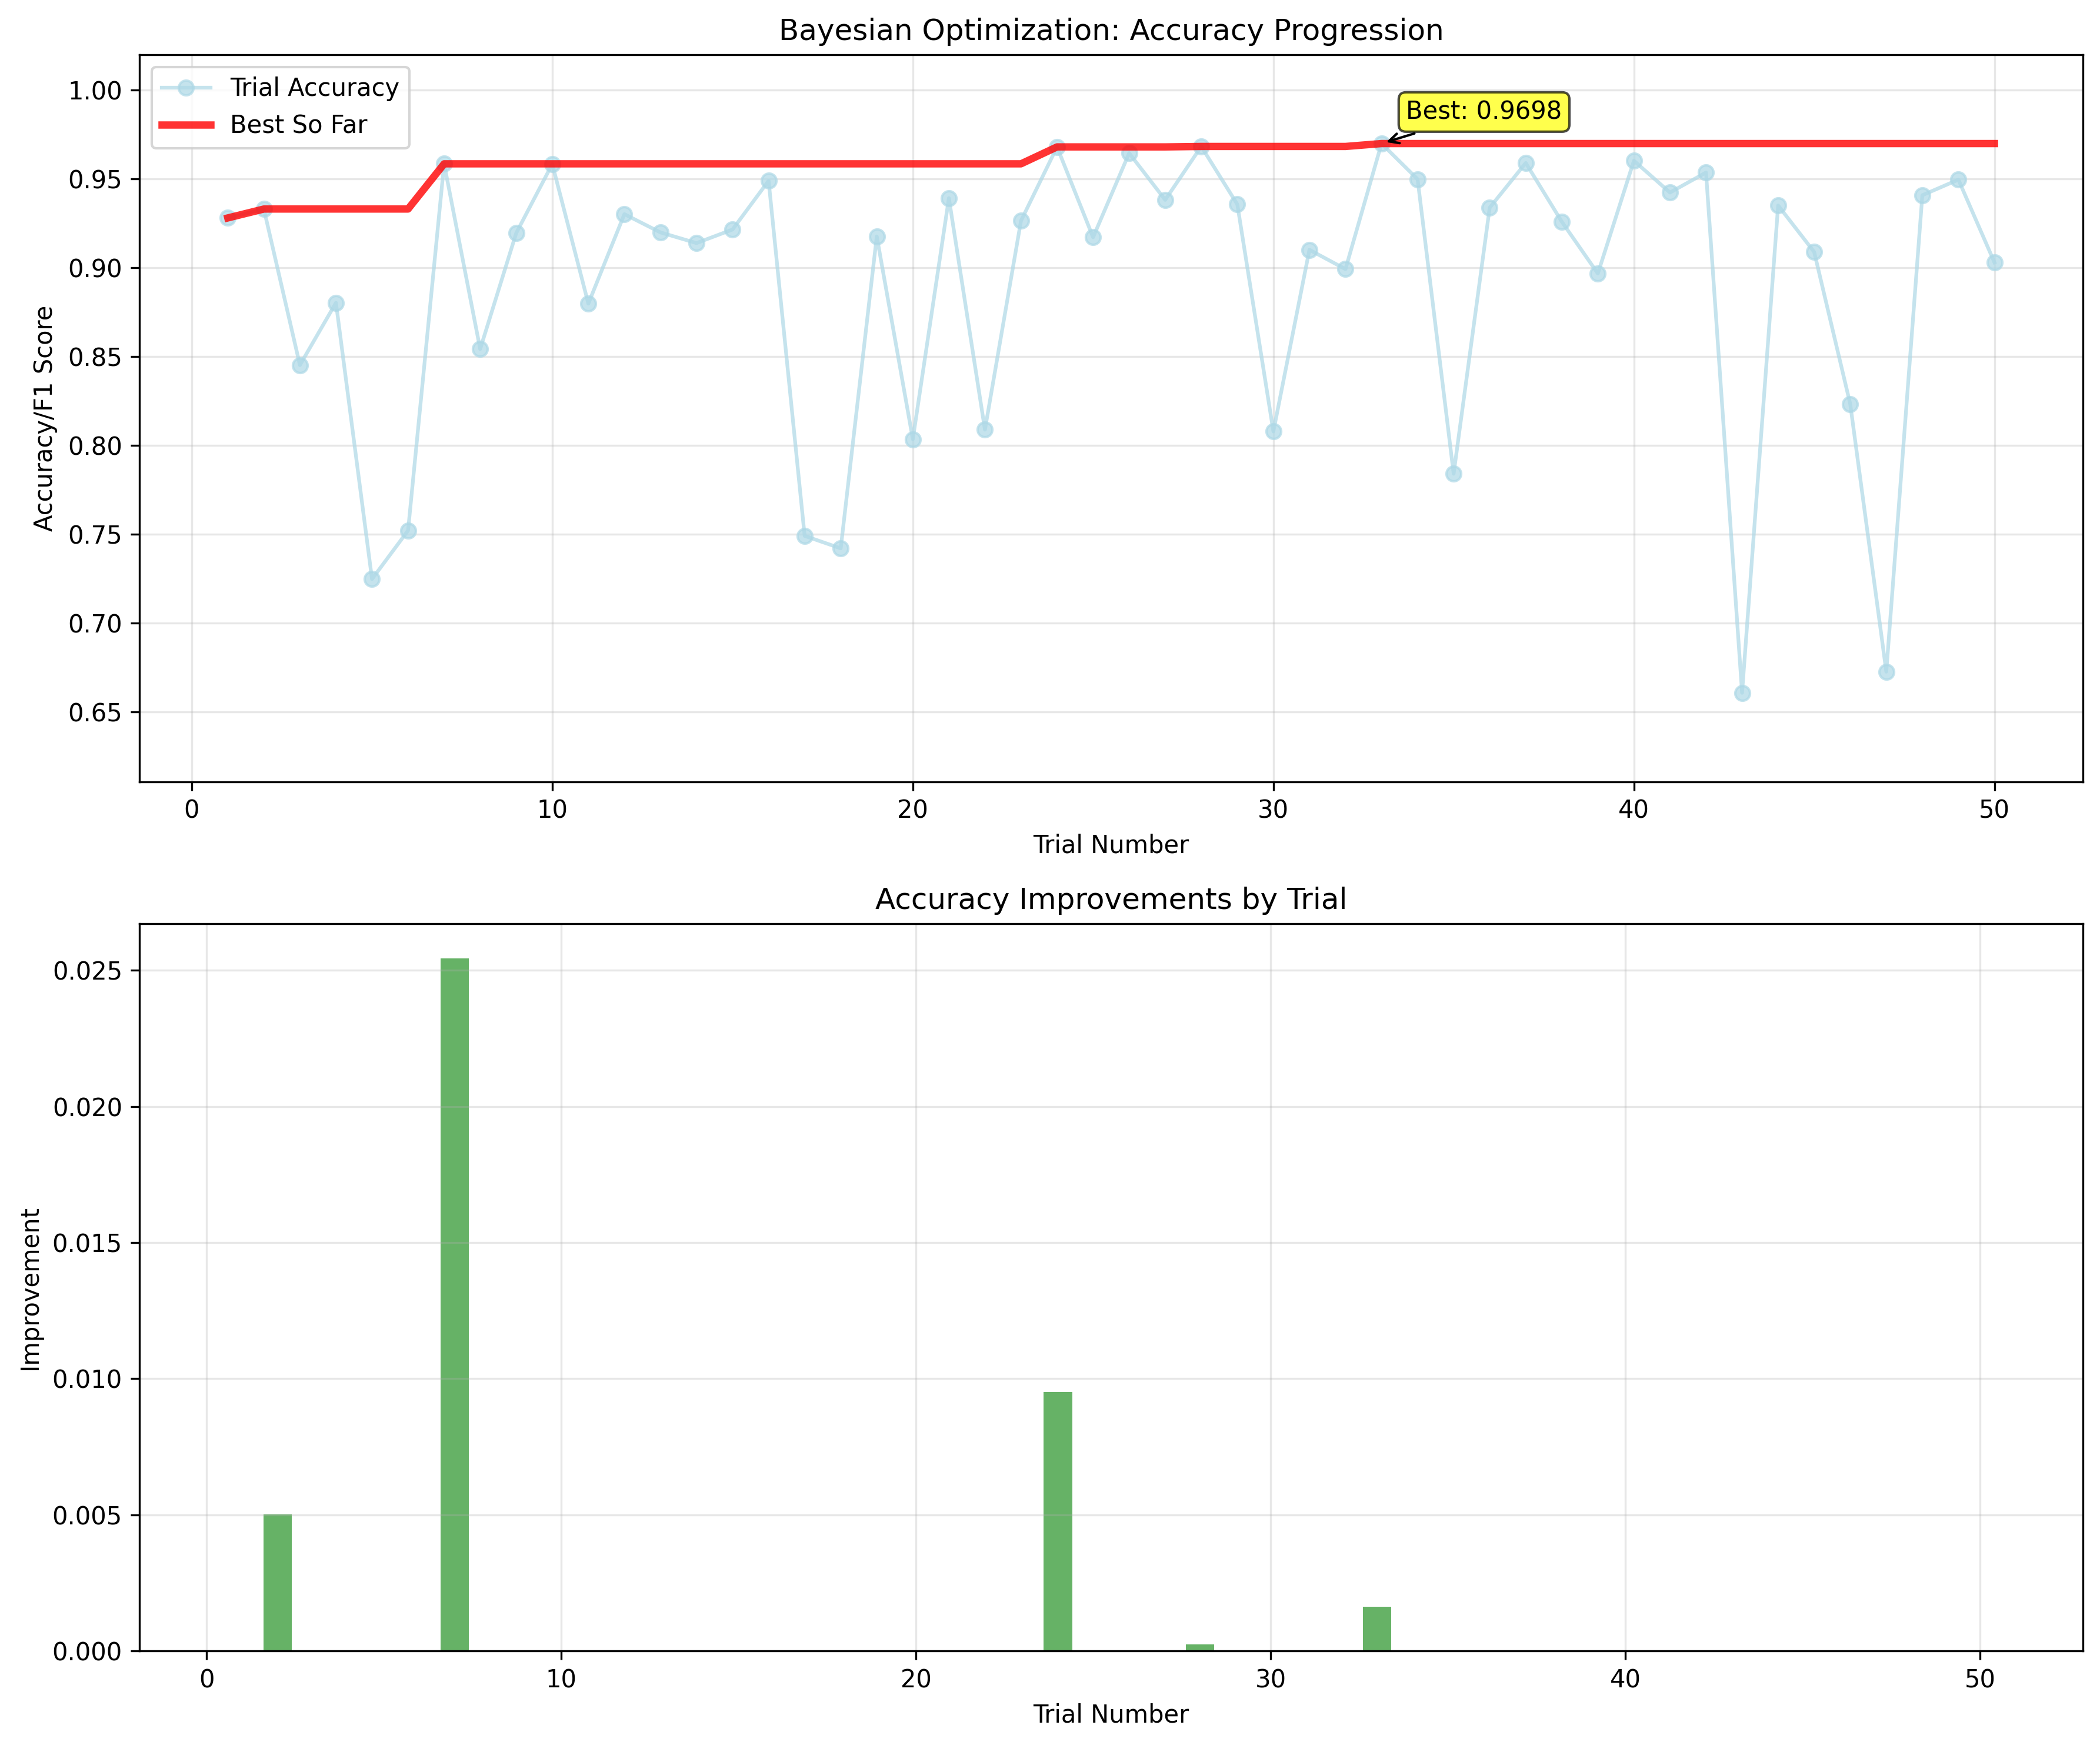 Bayesian Optimization: Accuracy Progression
Trial Accuracy
Best So Far
Best: 0.9698
1.00
0.95
0.90
0.85
0.80
0.75
0.70
0.65
Accuracy/F1 Score
0 10 20 30 40 50
Trial Number
Accuracy Improvements by Trial
0.025
0.020
0.015
0.010
0.005
0.000
Improvement
0 10 20 30 40 50
Trial Number